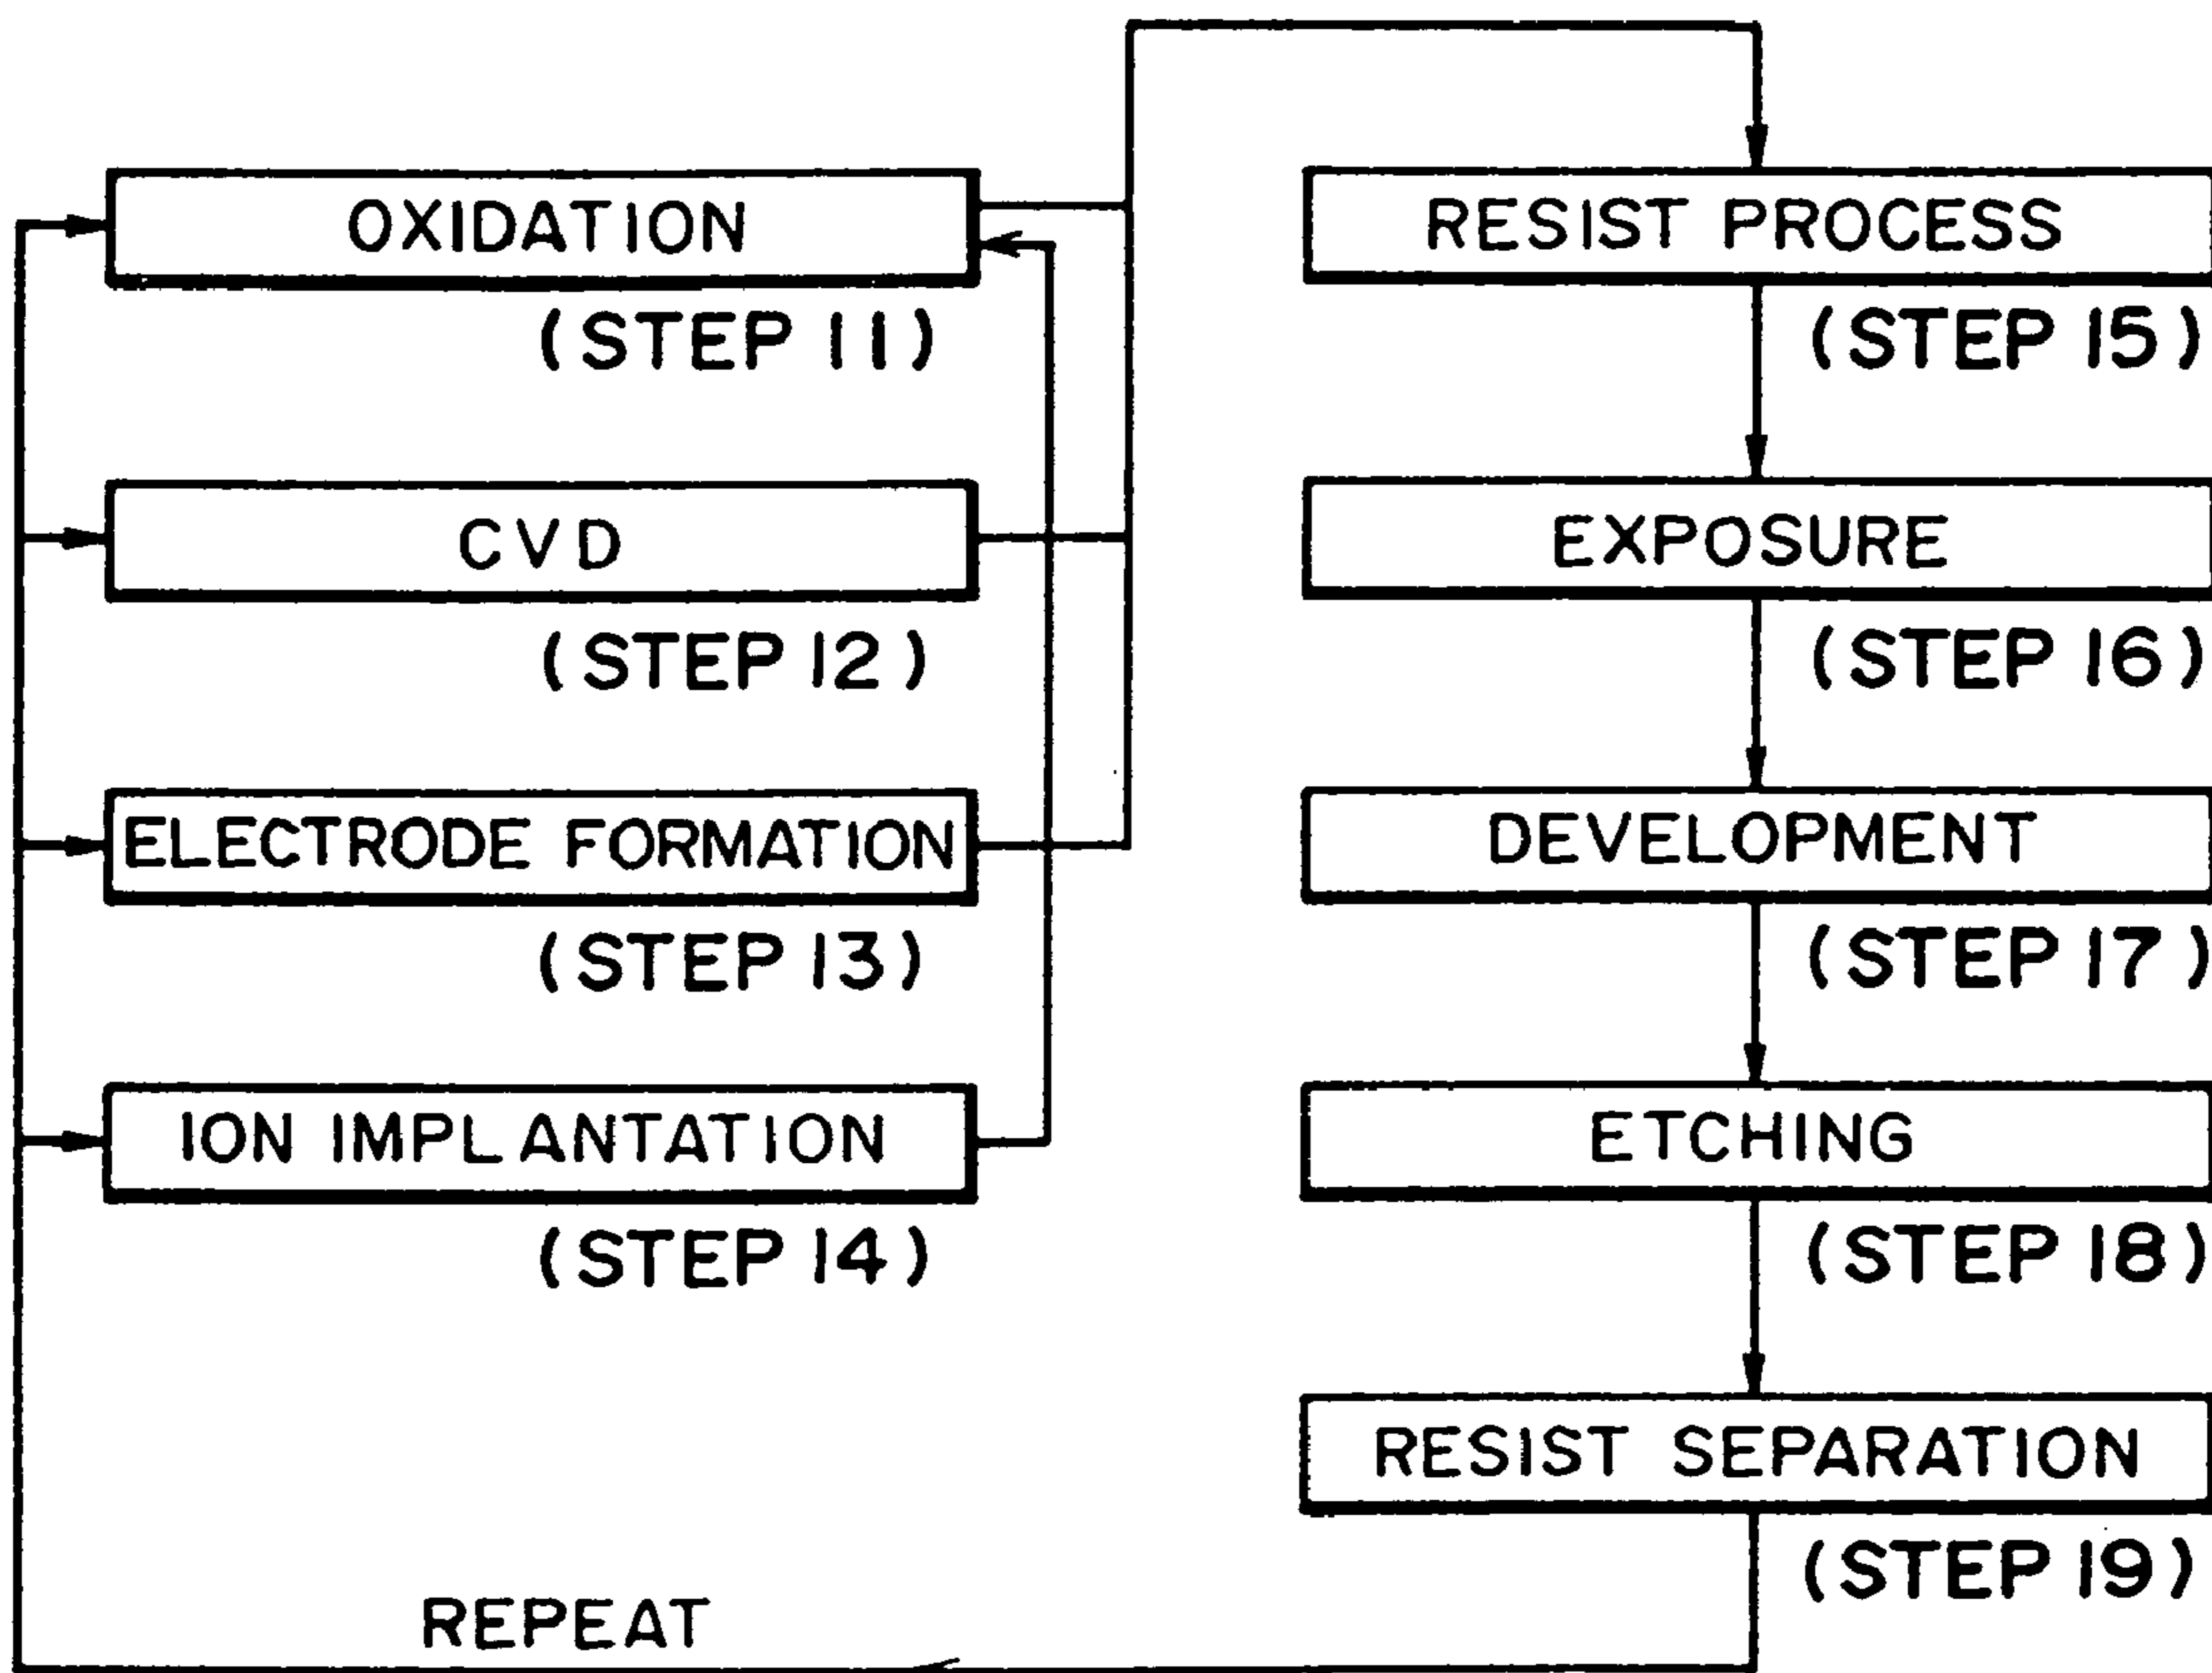 OXIDATION
(STEP 11)
CVD
(STEP 12)
ELECTRODE FORMATION
(STEP 13)
ION IMPLANTATION
(STEP 14)
RESIST PROCESS
(STEP 15)
EXPOSURE
(STEP 16)
DEVELOPMENT
(STEP 17)
ETCHING
(STEP 18)
RESIST SEPARATION
(STEP 19)
REPEAT